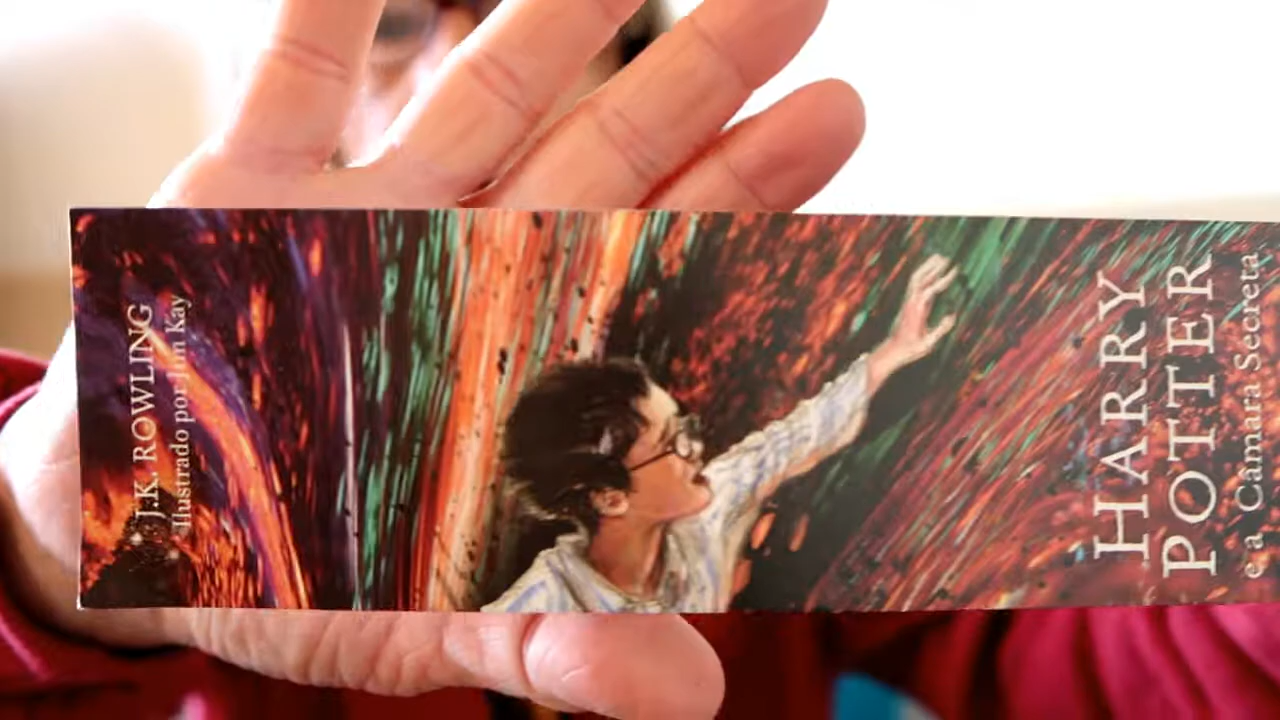 J.K. ROWLING
Ilustrado por Jim Kay
HARRY
POTTER
e a Câmara Secreta